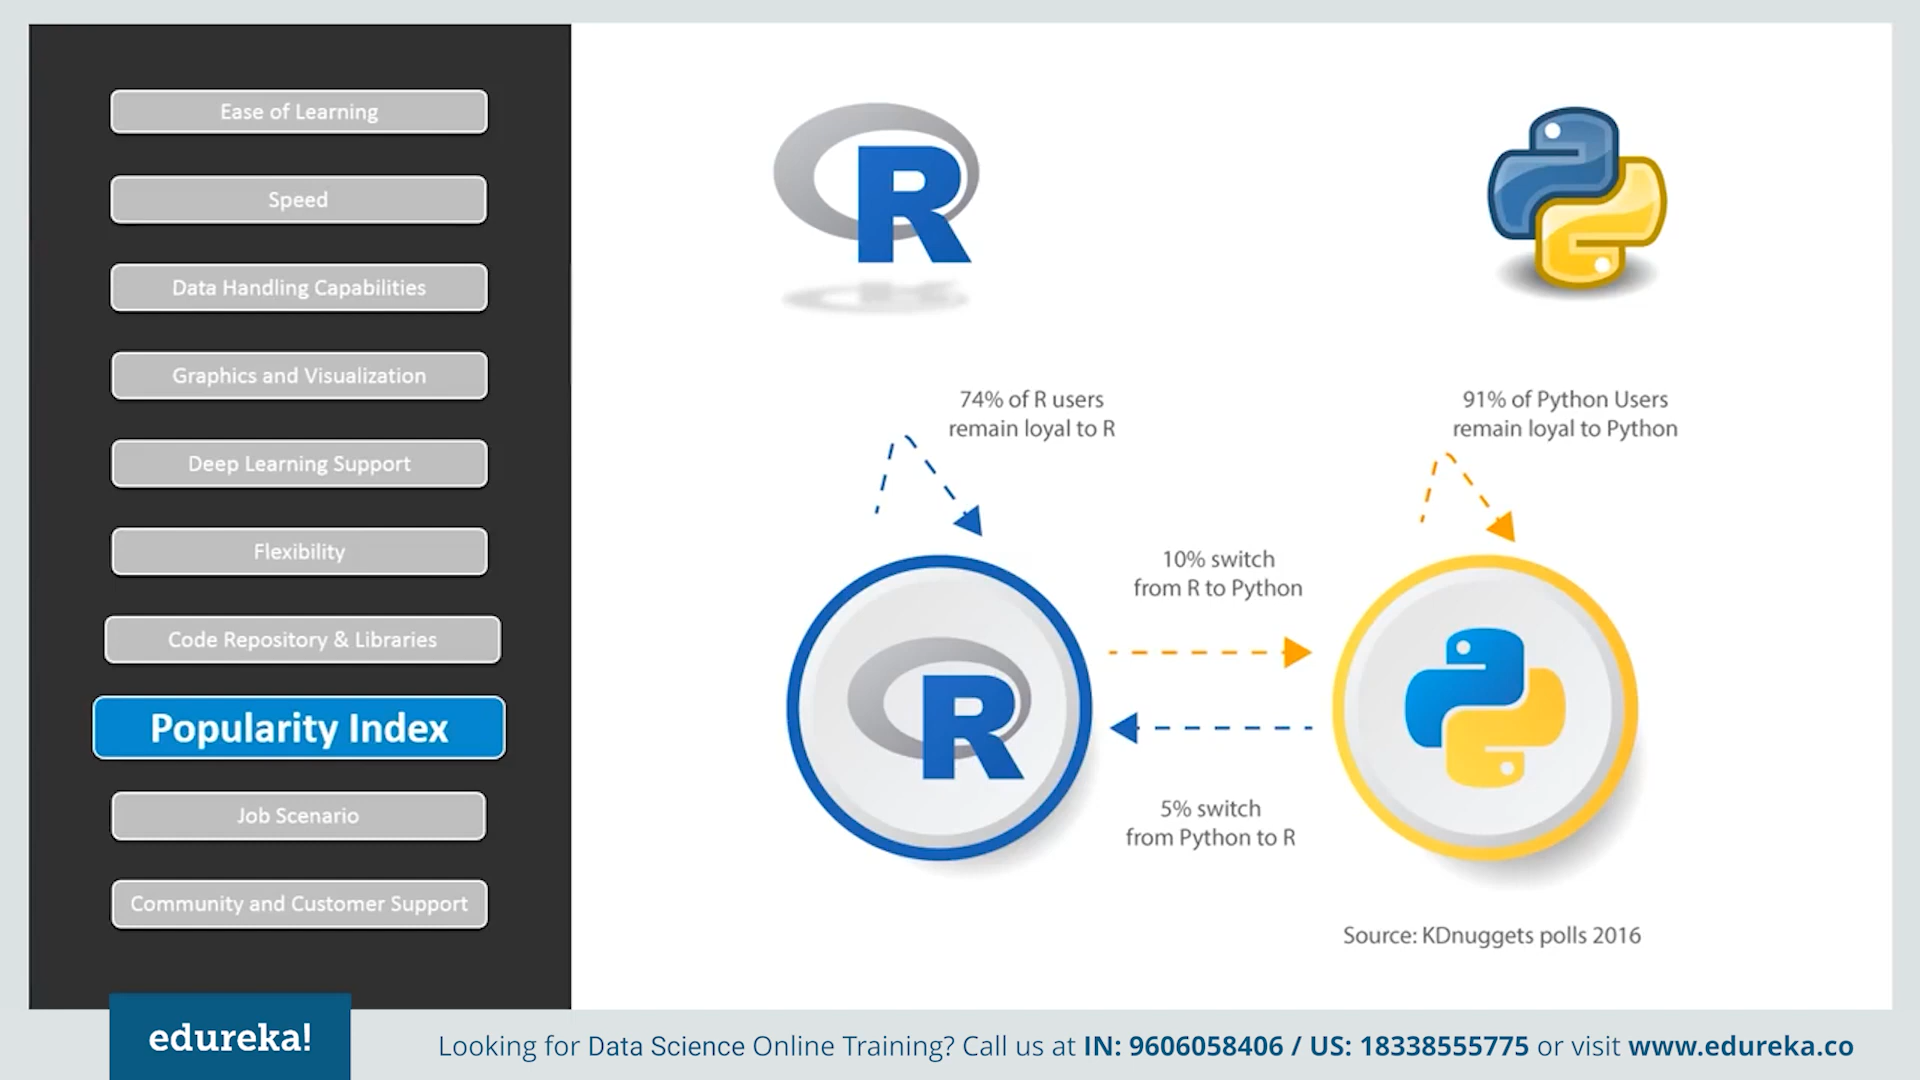 Ease of Learning
Speed
Data Handling Capabilities
Graphics and Visualization
Deep Learning Support
Flexibility
Code Repository & Libraries
Popularity Index
Job Scenario
Community and Customer Support
R
74% of R users
remain loyal to R
91% of Python Users
remain loyal to Python
10% switch
from R to Python
R
5% switch
from Python to R
Source: KDnuggets polls 2016
edureka!
Looking for Data Science Online Training? Call us at IN: 9606058406 / US: 18338555775 or visit www.edureka.co